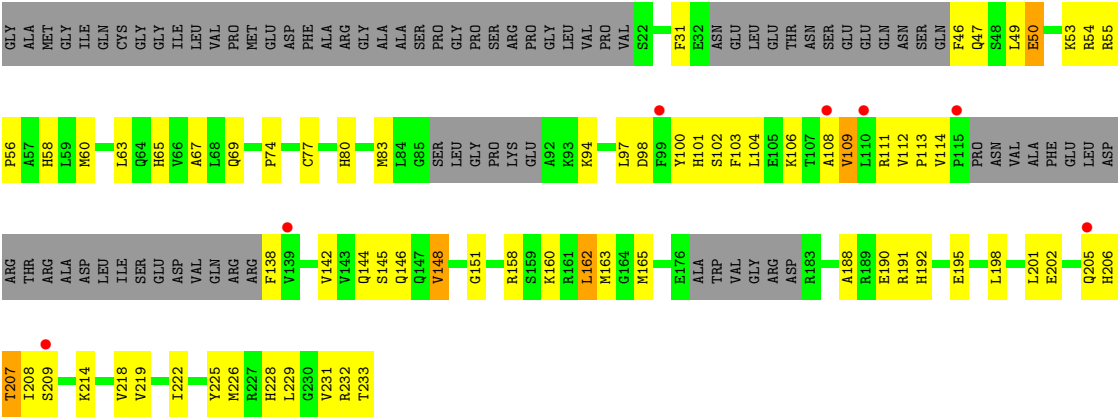 GLY ALA MET GLY ILE GLN CYS GLY GLY ILE LEU VAL PRO MET GLU ASP PHE ALA ARG GLY ALA ALA SER PRO GLY PRO SER ARG PRO GLY LEU VAL PRO VAL S22 F31 E32 ASN GLU LEU GLU THR ASN SER GLU GLU GLN ASN SER GLN F46 Q47 S48 L49 E50 K53 R54 R55
P56 A57 H58 L59 M60 L63 Q64 H65 V66 A67 L68 Q69 P74 C77 H80 M83 L84 G85 SER LEU GLY PRO LYS GLU A92 K93 K94 L97 D98 F99 Y100 H101 S102 F103 L104 E105 K106 T107 A108 V109 L110 R111 V112 P113 V114 P115 PRO ASN VAL ALA PHE GLU LEU ASP
ARG THR ARG ALA ASP LEU ILE SER GLU ASP VAL GLN ARG ARG F138 V139 V142 V143 Q144 S145 Q146 Q147 V148 G151 R158 S159 K160 R161 L162 M163 G164 M165 E176 ALA TRP VAL GLY ARG ASP R183 A188 R189 E190 R191 H192 E195 L198 L201 E202 Q205 H206
T207 I208 S209 K214 V218 V219 I222 Y225 M226 R227 H228 L229 G230 V231 R232 T233